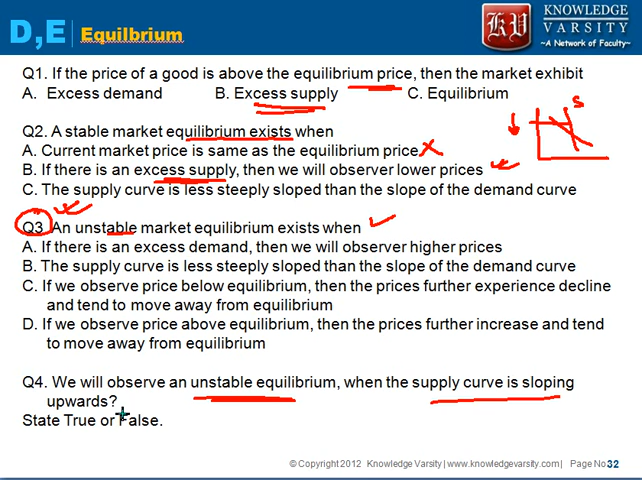 D,E Equilbrium
KNOWLEDGE
VARSITY
~A Network of Faculty~
KV
Q1. If the price of a good is above the equilibrium price, then the market exhibit
A. Excess demand B. Excess supply C. Equilibrium
Q2. A stable market equilibrium exists when
A. Current market price is same as the equilibrium price
B. If there is an excess supply, then we will observer lower prices
C. The supply curve is less steeply sloped than the slope of the demand curve
S
Q3. An unstable market equilibrium exists when
A. If there is an excess demand, then we will observer higher prices
B. The supply curve is less steeply sloped than the slope of the demand curve
C. If we observe price below equilibrium, then the prices further experience decline
and tend to move away from equilibrium
D. If we observe price above equilibrium, then the prices further increase and tend
to move away from equilibrium
Q4. We will observe an unstable equilibrium, when the supply curve is sloping
upwards?
State True or False.
© Copyright 2012 Knowledge Varsity | www.knowledgevarsity.com | Page No 32